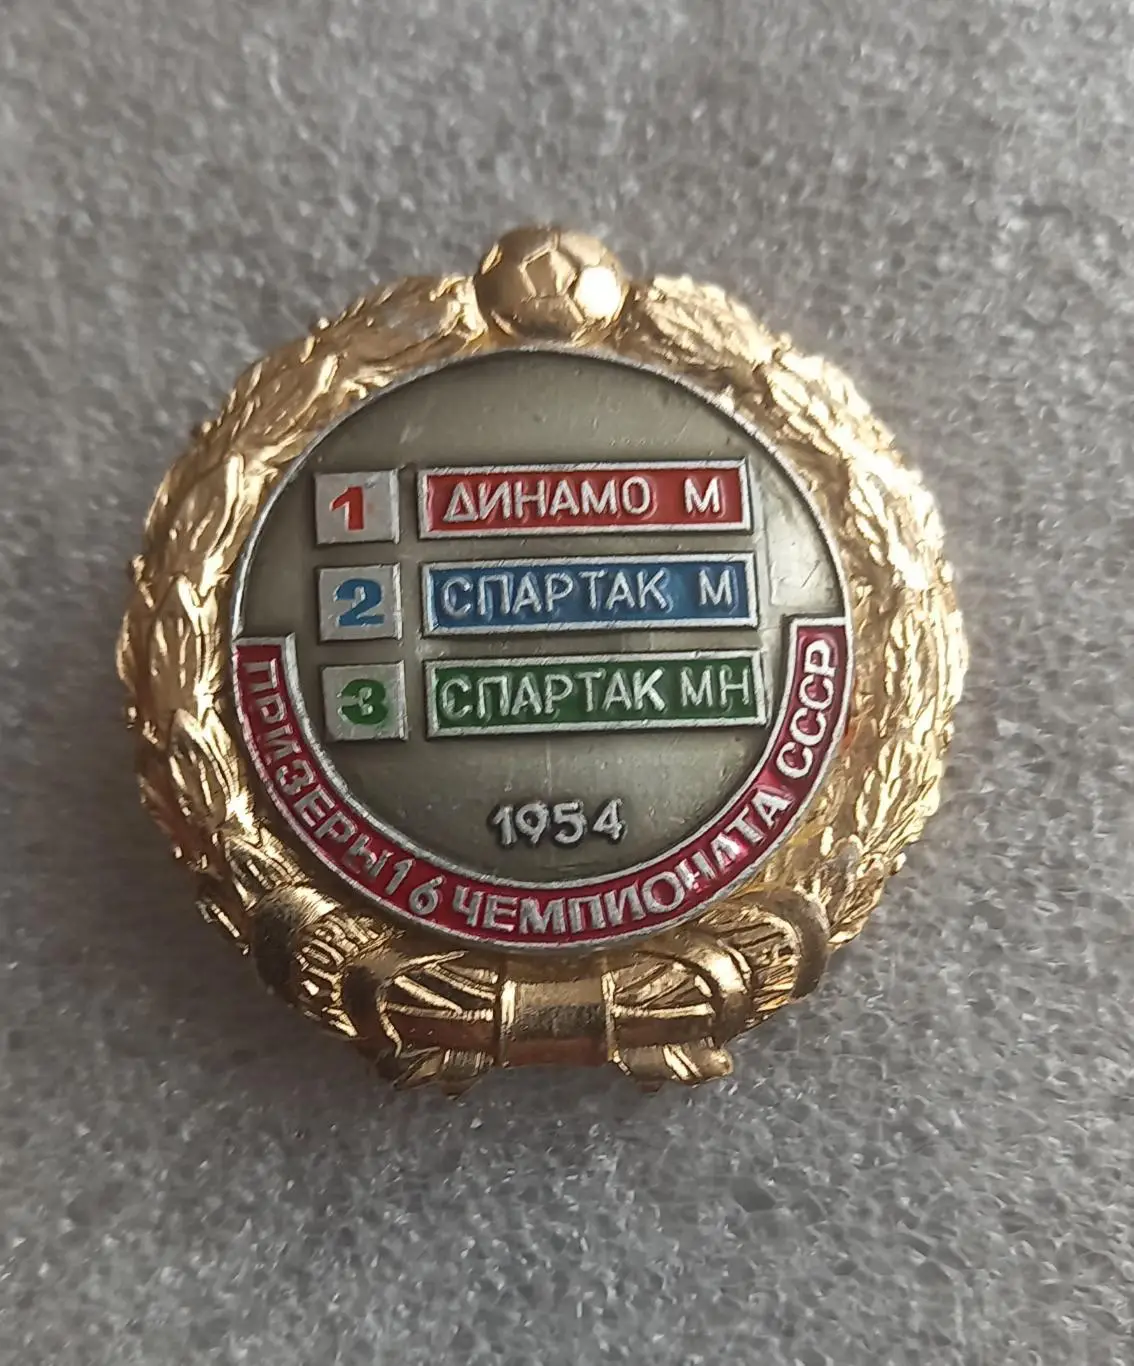 1 ДИНАМО М
2 СПАРТАК М
3 СПАРТАК МН
1954
ПРИЗЕРЫ 16 ЧЕМПИОНАТА СССР